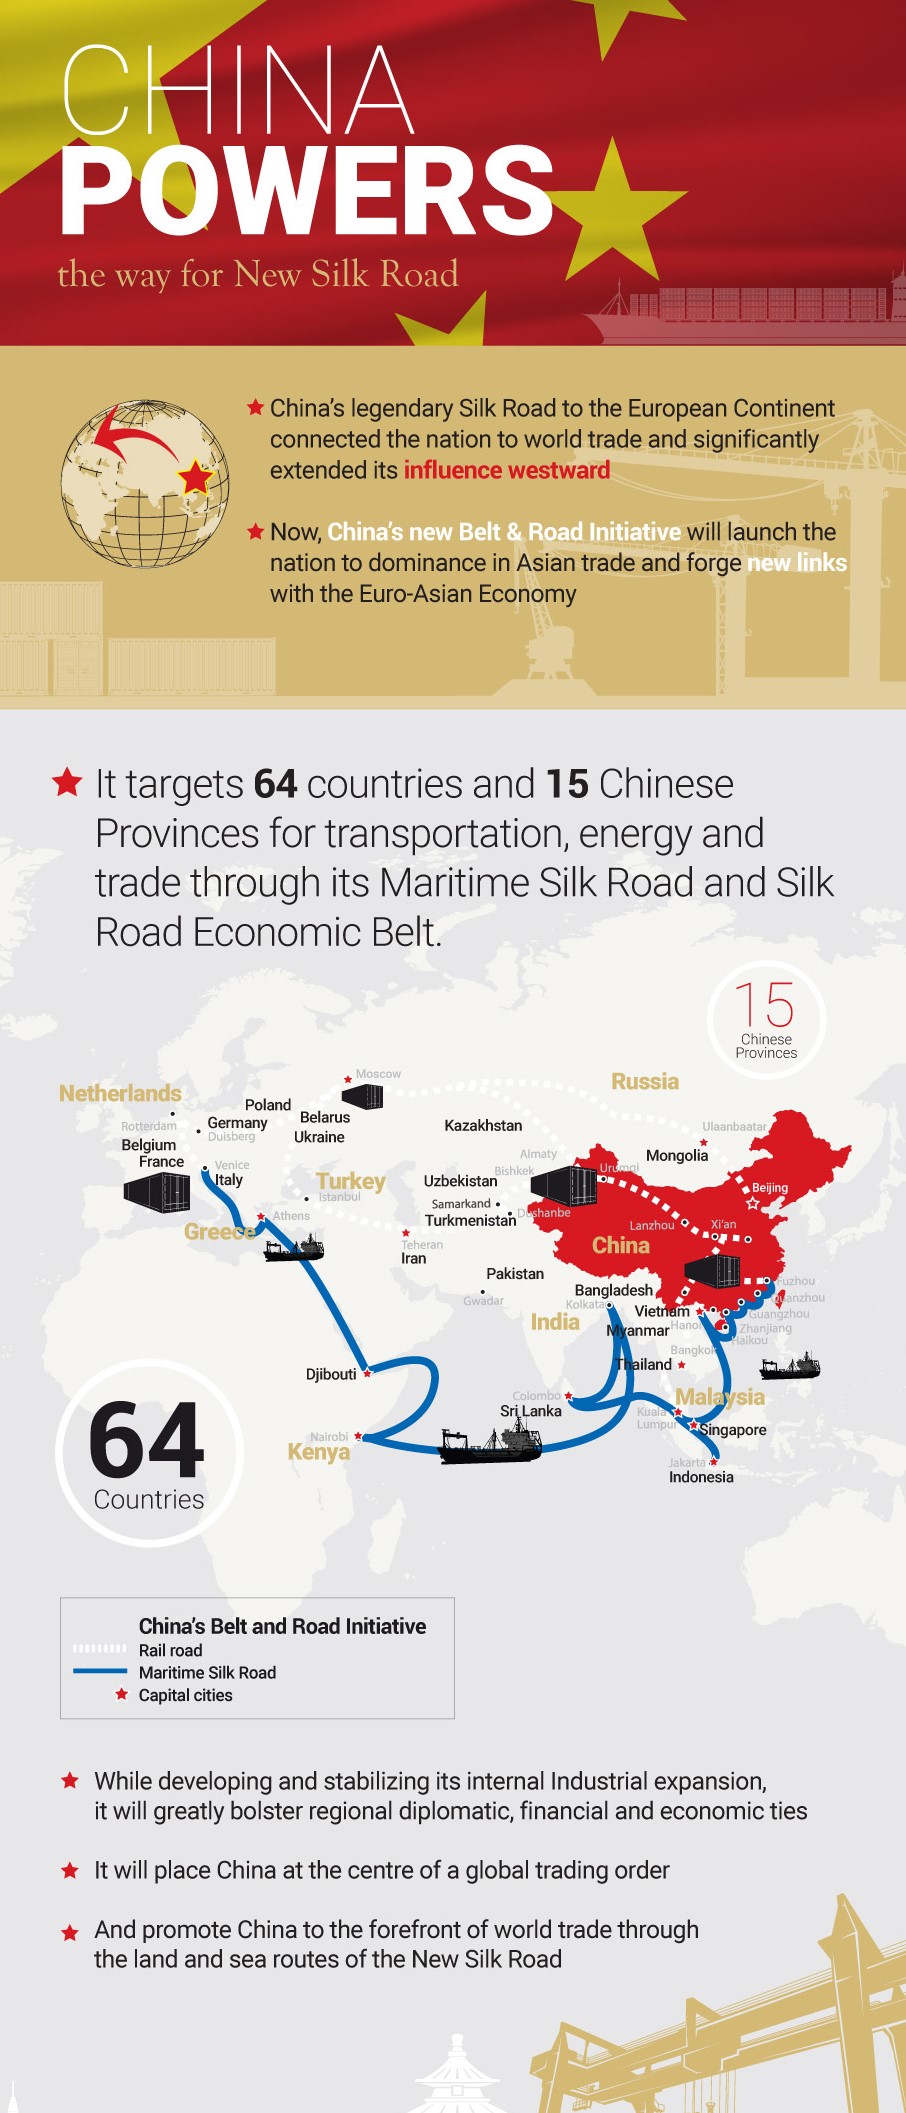 CHINA
POWERS
the way for New Silk Road
China's legendary Silk Road to the European Continent
connected the nation to world trade and significantly
extended its influence westward
Now, China's new Belt & Road Initiative will launch the
nation to dominance in Asian trade and forge new links
with the Euro-Asian Economy
It targets 64 countries and 15 Chinese
Provinces for transportation, energy and
trade through its Maritime Silk Road and Silk
Road Economic Belt.
15
Chinese
Provinces
Moscow
Russia
Netherlands
Poland
Belarus
Rotterdam
Germany
Ukraine
Kazakhstan
Ulaanbaatar
Duisberg
Belgium
France
Mongolia
Almaty
Venice
Bishkek
Urumqi
Italy
Turkey
Uzbekistan
Beijing
Istanbul
Samarkand
Dushanbe
Athens
Turkmenistan
Lanzhou
Xi'an
Greece
Teheran
Iran
China
Pakistan
Fuzhou
Bangladesh
Gwadar
Kolkata
Quanzhou
Vietnam
Guangzhou
India
Myanmar
Hanoi
Zhanjiang
Haikou
Bangkok
Thailand
Djibouti
Colombo
Malaysia
Sri Lanka
Kuala
Lumpur
Singapore
Nairobi
Kenya
Jakarta
Indonesia
64
Countries
China's Belt and Road Initiative
Rail road
Maritime Silk Road
Capital cities
While developing and stabilizing its internal Industrial expansion,
it will greatly bolster regional diplomatic, financial and economic ties
It will place China at the centre of a global trading order
And promote China to the forefront of world trade through
the land and sea routes of the New Silk Road